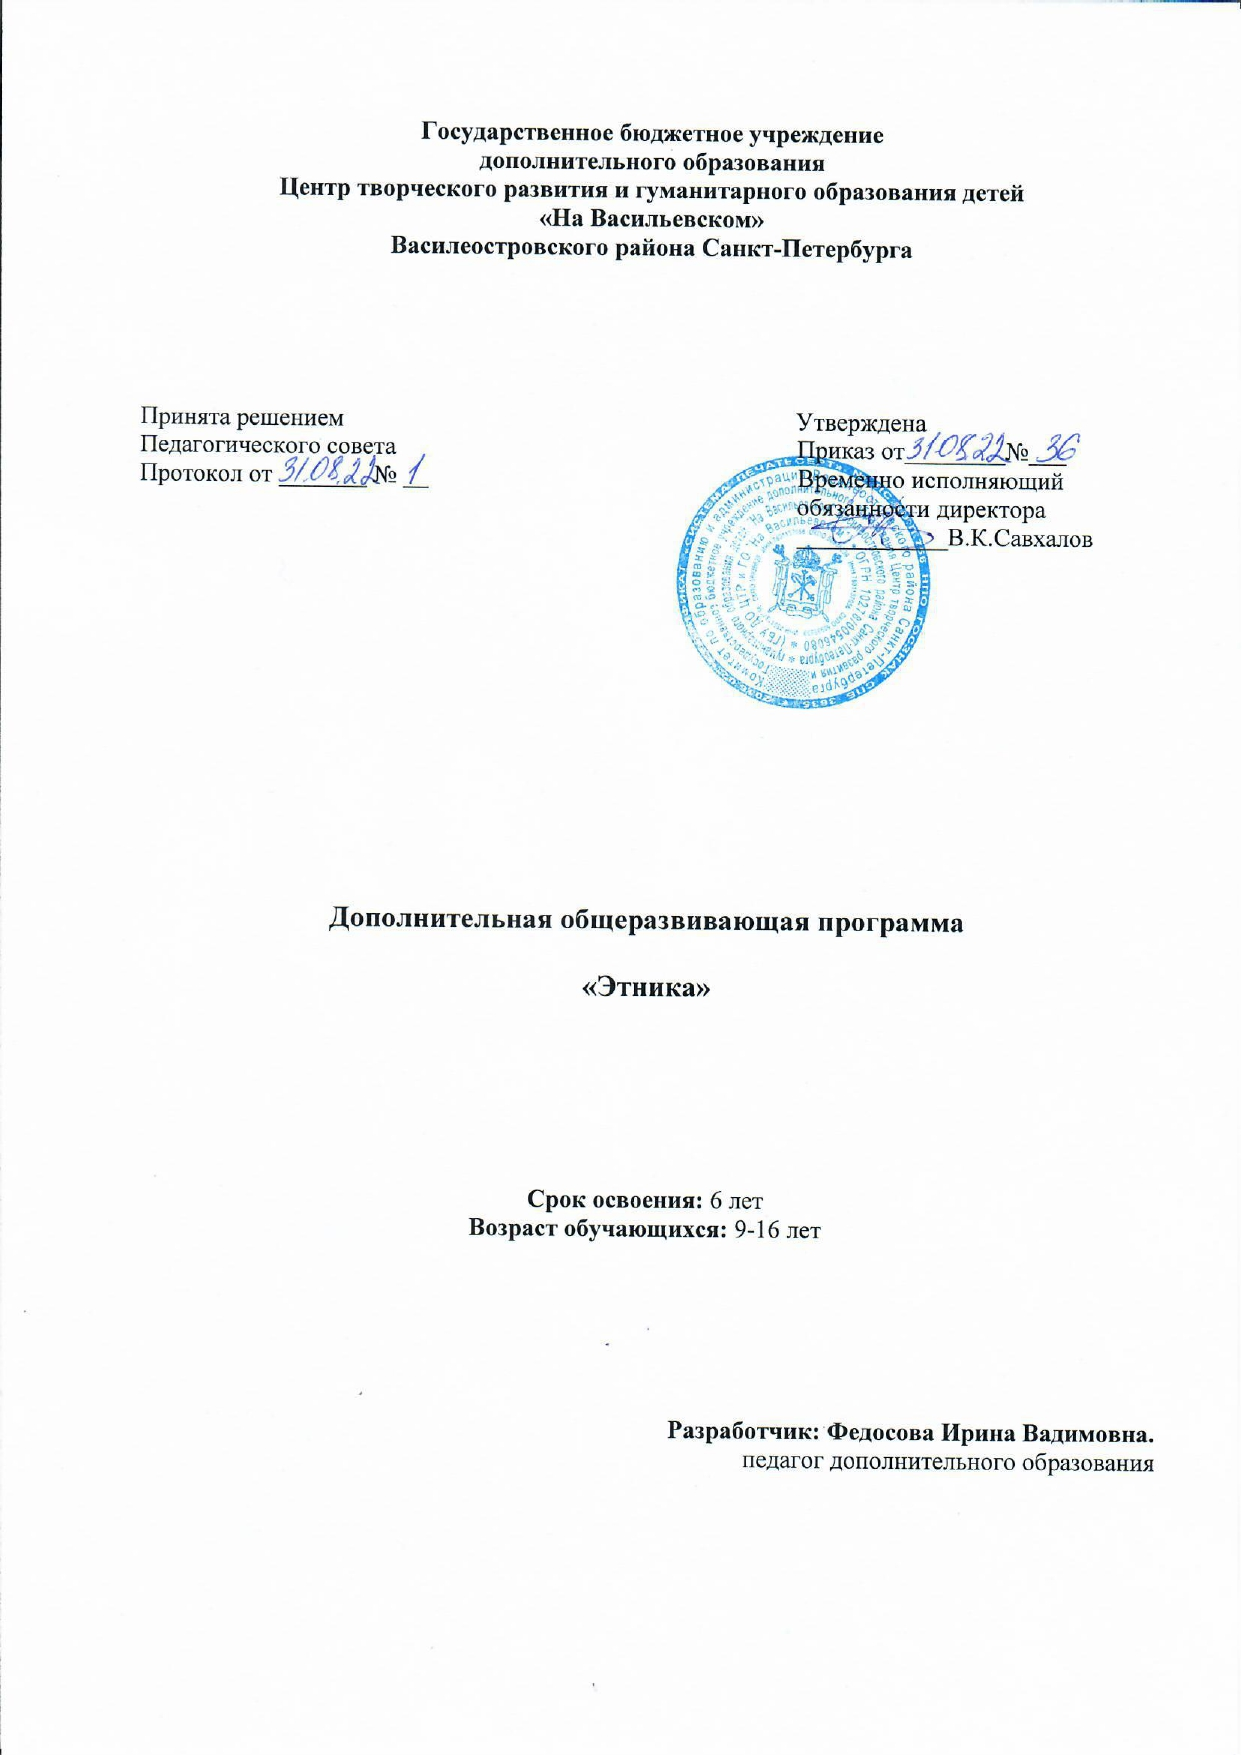 Государственное бюджетное учреждение
дополнительного образования
Центр творческого развития и гуманитарного образования детей
«На Васильевском»
Василеостровского района Санкт-Петербурга
Принята решением
Педагогического совета
Протокол от 31.08.22 № 1
Утверждена
Приказ от 31.08.22 № 36
Временно исполняющий
обязанности директора
В.К.Савхалов
Дополнительная общеразвивающая программа
«Этника»
Срок освоения: 6 лет
Возраст обучающихся: 9-16 лет
Разработчик: Федосова Ирина Вадимовна.
педагог дополнительного образования